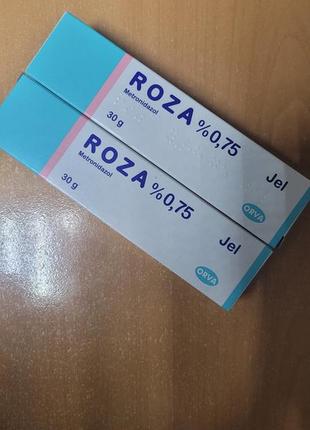 ROZA %0,75
Metronidazol
30 g
Jel
ORVA
ROZA %0,75
Metronidazol
30 g
Jel
ORVA